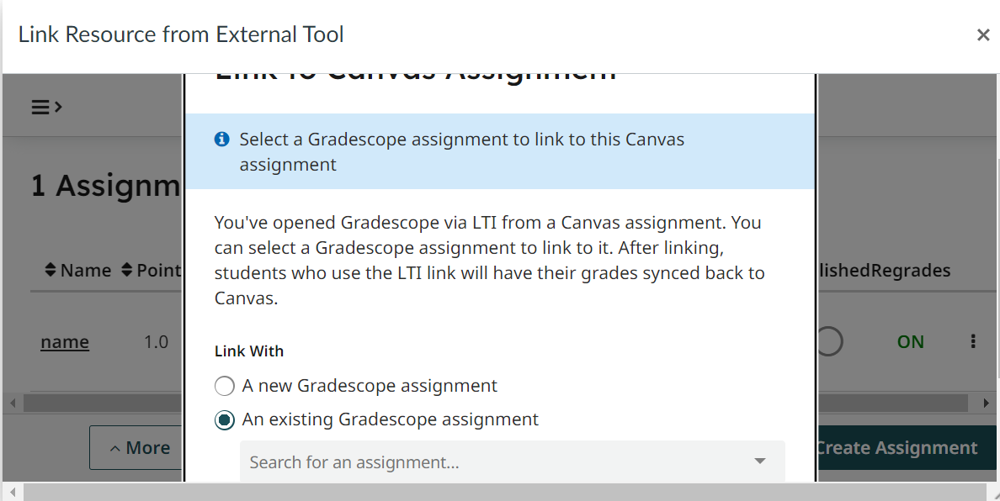 Link Resource from External Tool
Link to Canvas Assignment
Select a Gradescope assignment to link to this Canvas
assignment
1 Assignm
You've opened Gradescope via LTI from a Canvas assignment. You
can select a Gradescope assignment to link to it. After linking,
students who use the LTI link will have their grades synced back to
Canvas.
Name Point
lishedRegrades
name 1.0
ON
Link With
A new Gradescope assignment
An existing Gradescope assignment
Search for an assignment...
More
Create Assignment